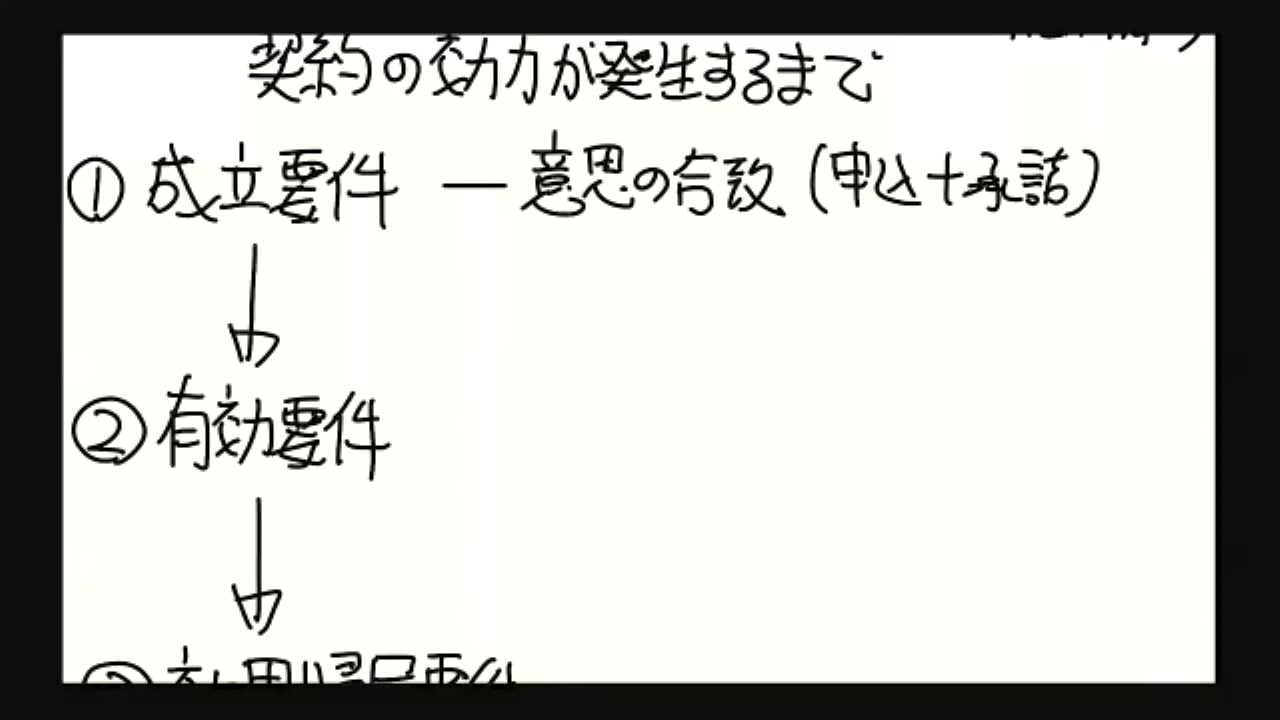 契約の効力が発生するまで
① 成立要件 ― 意思の合致 (申込+承諾)
② 有効要件